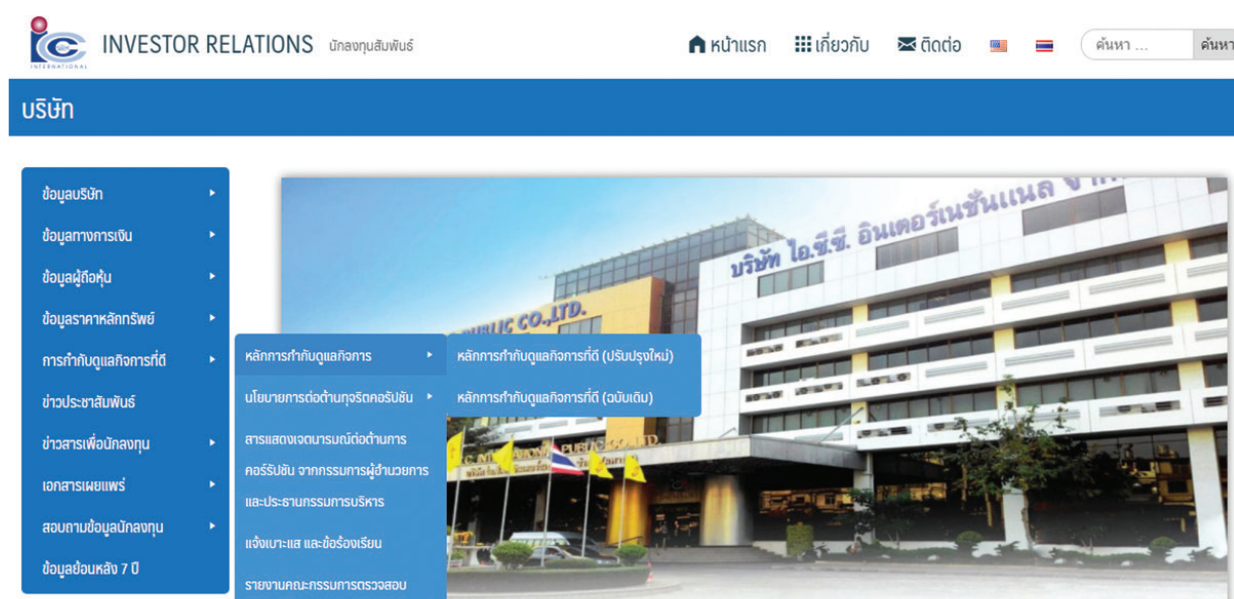 icc
INTERNATIONAL
INVESTOR RELATIONS นักลงทุนสัมพันธ์
หน้าแรก เกี่ยวกับ ติดต่อ ค้นหา ... ค้นหา
บริษัท
ข้อมูลบริษัท
ข้อมูลทางการเงิน
ข้อมูลผู้ถือหุ้น
ข้อมูลราคาหลักทรัพย์
การกำกับดูแลกิจการที่ดี
ข่าวประชาสัมพันธ์
ข่าวสารเพื่อนักลงทุน
เอกสารเผยแพร่
สอบถามข้อมูลนักลงทุน
ข้อมูลย้อนหลัง 7 ปี
หลักการกำกับดูแลกิจการ
นโยบายการต่อต้านทุจริตคอรัปชัน
สารแสดงเจตนารมณ์ต่อต้านการ
คอร์รัปชัน จากกรรมการผู้อำนวยการ
และประธานกรรมการบริหาร
แจ้งเบาะแส และข้อร้องเรียน
รายงานคณะกรรมการตรวจสอบ
หลักการกำกับดูแลกิจการที่ดี (ปรับปรุงใหม่)
หลักการกำกับดูแลกิจการที่ดี (ฉบับเดิม)
บริษัท ไอ.ซี.ซี. อินเตอร์เนชั่นแนล
PUBLIC CO.,LTD.
PUBLIC CO., LTD.